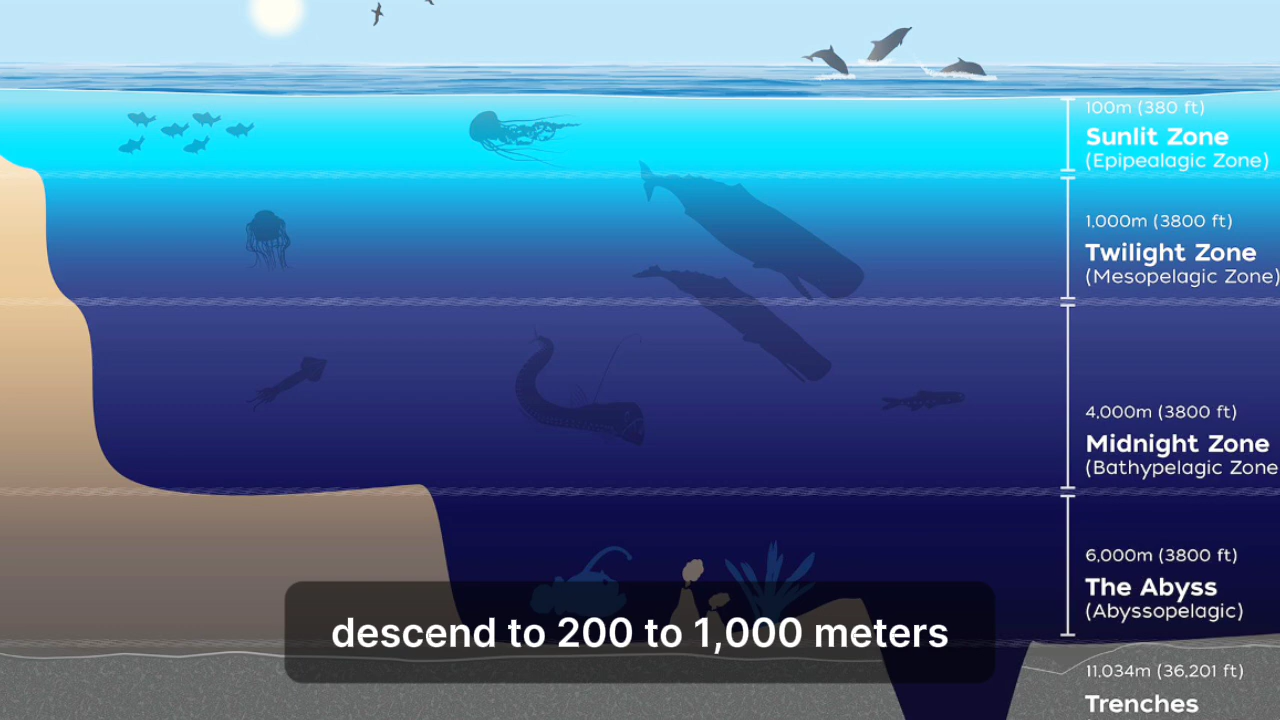 100m (380 ft)
Sunlit Zone
(Epipealagic Zone)
1,000m (3800 ft)
Twilight Zone
(Mesopelagic Zone)
4,000m (3800 ft)
Midnight Zone
(Bathypelagic Zone
6,000m (3800 ft)
The Abyss
(Abyssopelagic)
descend to 200 to 1,000 meters
11,034m (36,201 ft)
Trenches